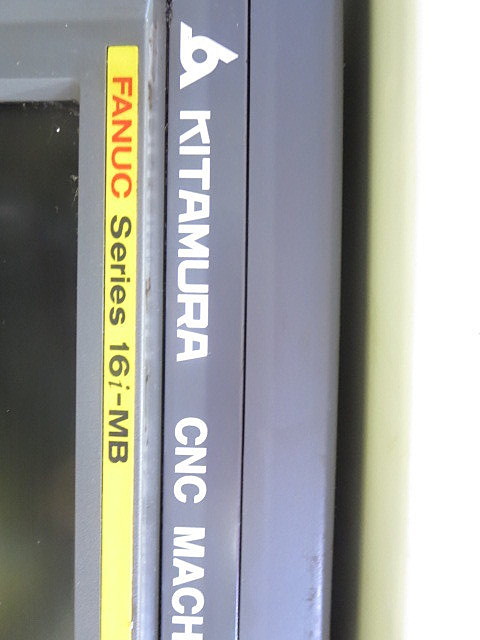 KITAMURA CNC MACH
FANUC Series 16i-MB